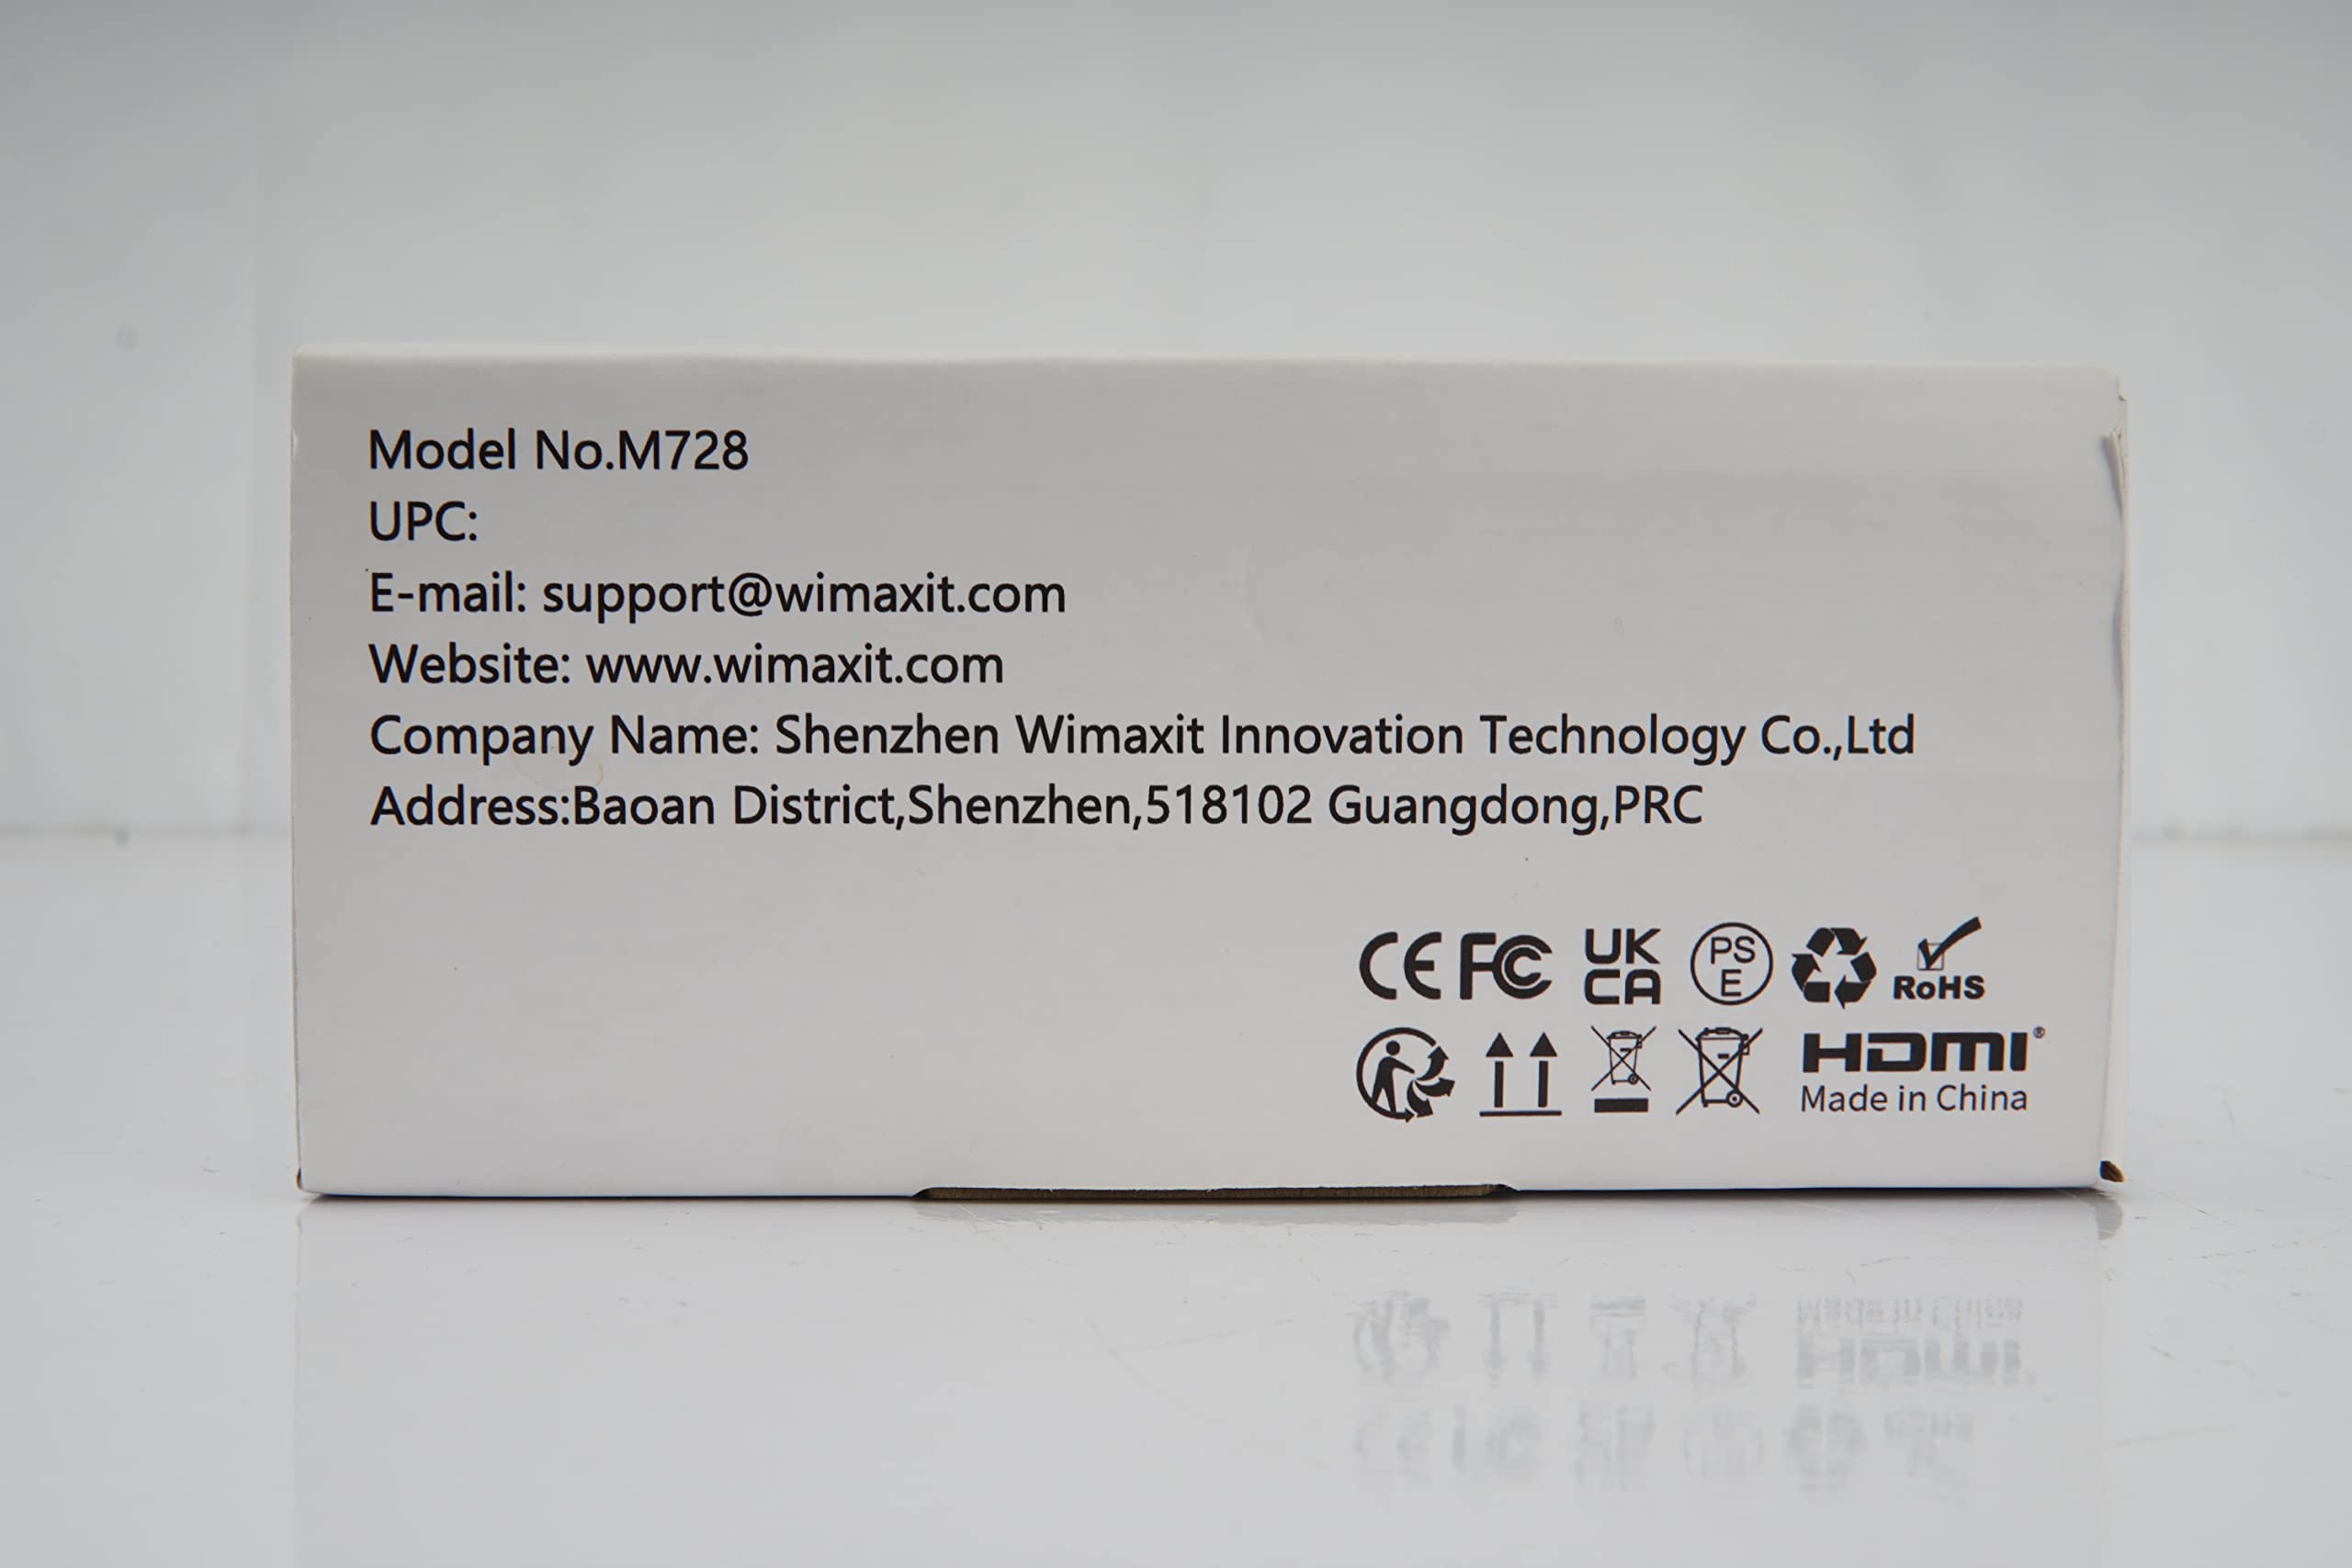 Model No.M728
UPC:
E-mail: support@wimaxit.com
Website: www.wimaxit.com
Company Name: Shenzhen Wimaxit Innovation Technology Co.,Ltd
Address:Baoan District,Shenzhen,518102 Guangdong,PRC
CE FC UK CA PS E RoHS
HDMI®
Made in China